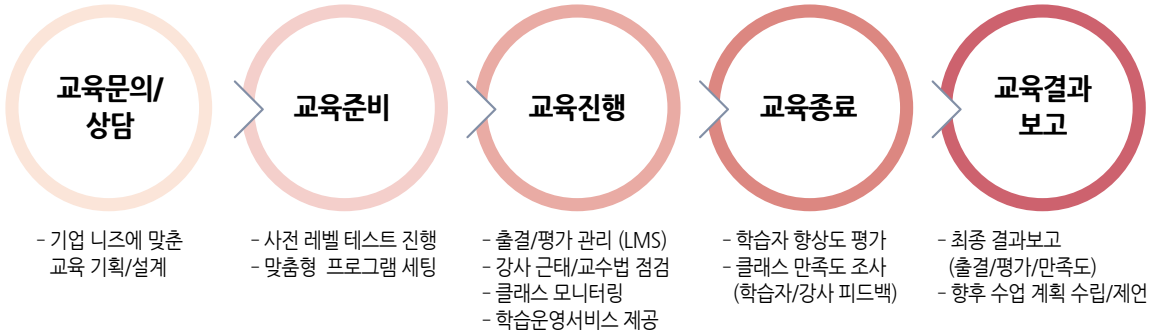 교육문의/
상담
교육준비
교육진행
교육종료
교육결과
보고
- 기업 니즈에 맞춘
교육 기획/설계
- 사전 레벨 테스트 진행
- 맞춤형 프로그램 세팅
- 출결/평가 관리 (LMS)
- 강사 근태/교수법 점검
- 클래스 모니터링
- 학습운영서비스 제공
- 학습자 향상도 평가
- 클래스 만족도 조사
(학습자/강사 피드백)
- 최종 결과보고
(출결/평가/만족도)
- 향후 수업 계획 수립/제언